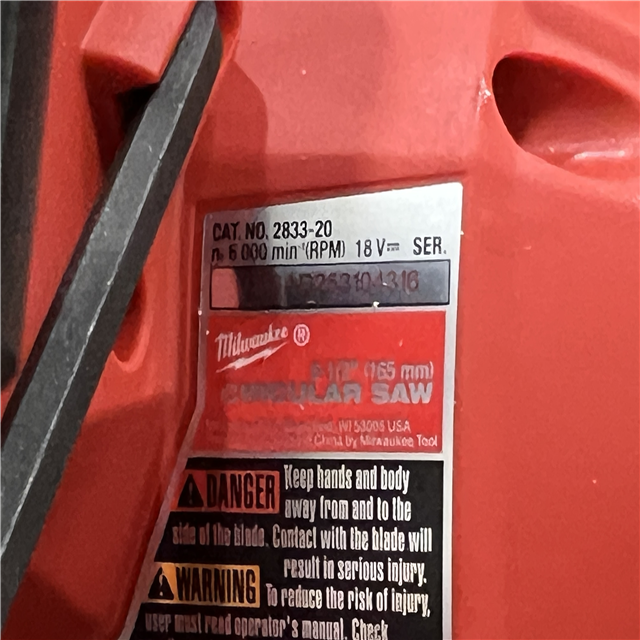 CAT. NO. 2833-20
n₀ 6 000 min⁻¹(RPM) 18 V⎓ SER.
Milwaukee ®
6-1/2" (165 mm)
CIRCULAR SAW
WI 53005 USA
China by Milwaukee Tool
DANGER Keep hands and body
away from and to the
side of the blade. Contact with the blade will
result in serious injury.
WARNING To reduce the risk of injury,
user must read operator's manual. Check